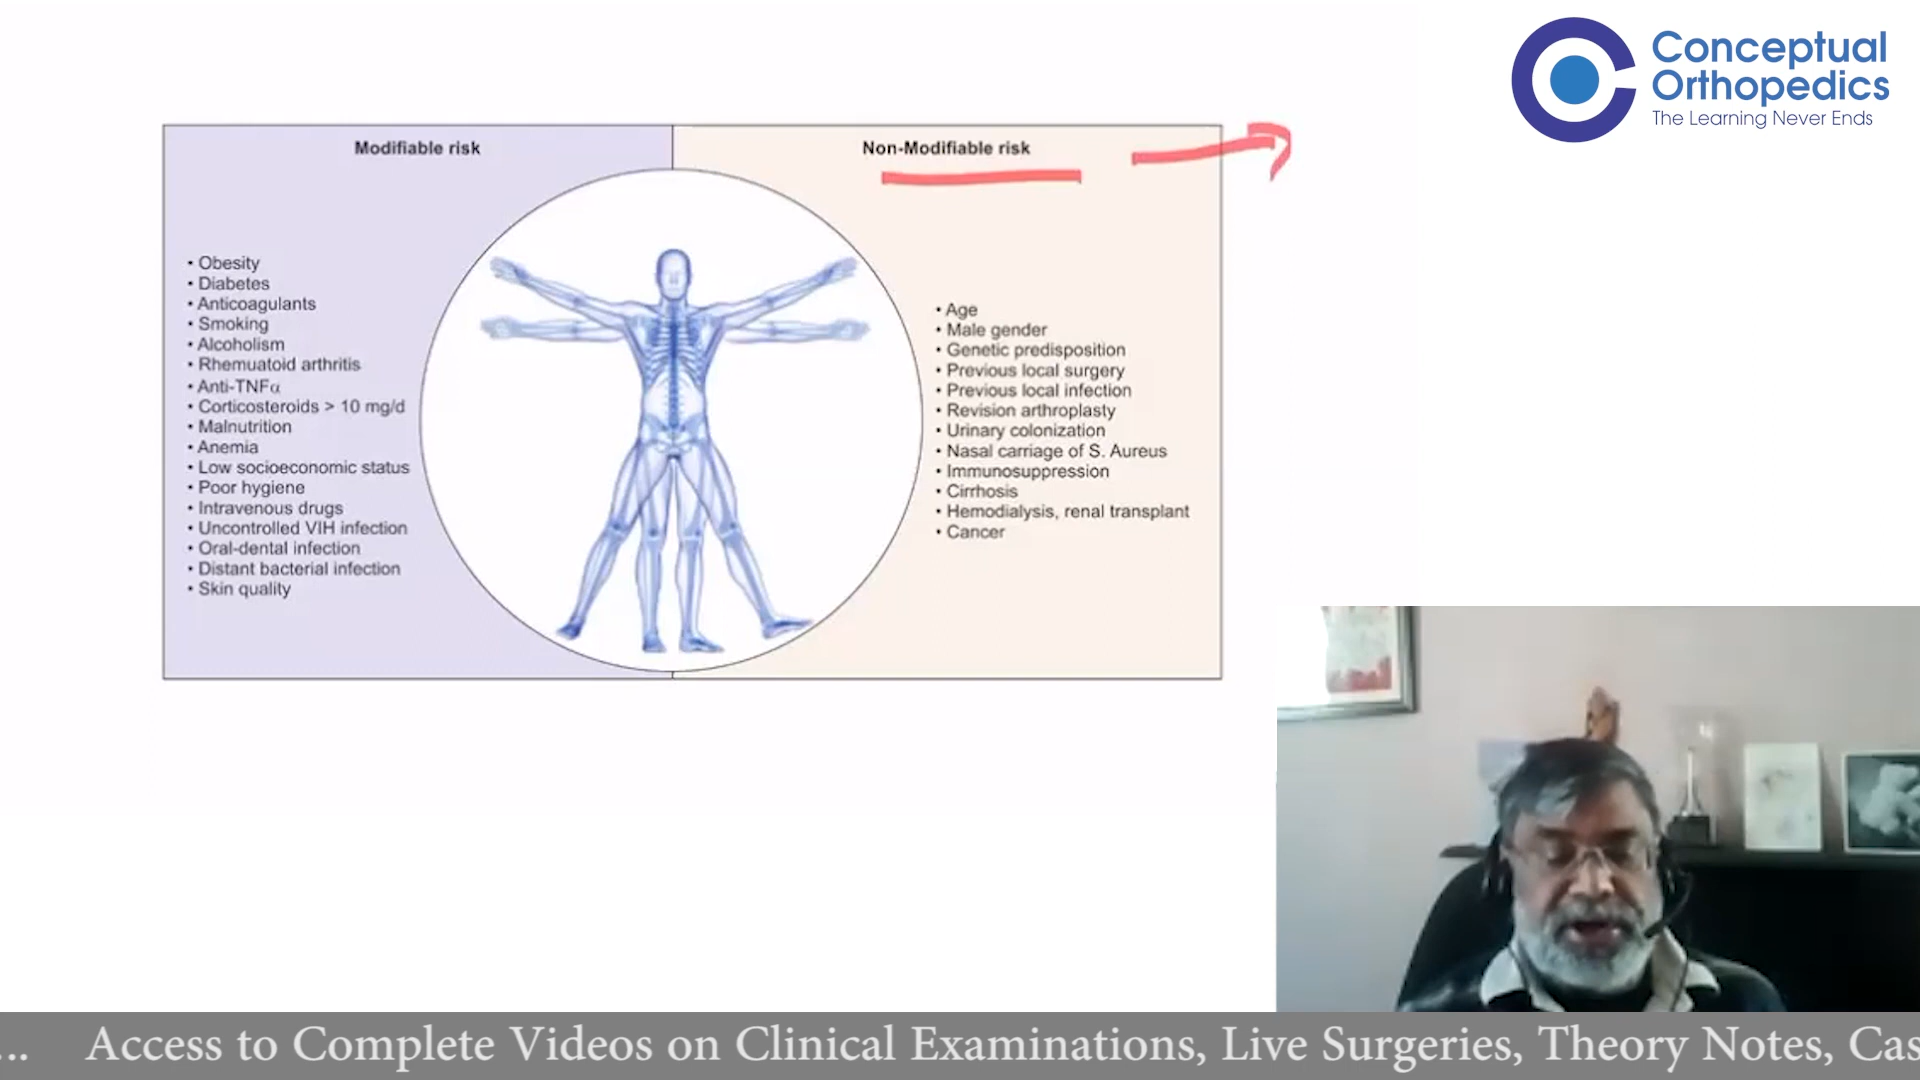 Conceptual
Orthopedics
The Learning Never Ends
Modifiable risk
• Obesity
• Diabetes
• Anticoagulants
• Smoking
• Alcoholism
• Rhemuatoid arthritis
• Anti-TNFα
• Corticosteroids > 10 mg/d
• Malnutrition
• Anemia
• Low socioeconomic status
• Poor hygiene
• Intravenous drugs
• Uncontrolled VIH infection
• Oral-dental infection
• Distant bacterial infection
• Skin quality
Non-Modifiable risk
• Age
• Male gender
• Genetic predisposition
• Previous local surgery
• Previous local infection
• Revision arthroplasty
• Urinary colonization
• Nasal carriage of S. Aureus
• Immunosuppression
• Cirrhosis
• Hemodialysis, renal transplant
• Cancer
... Access to Complete Videos on Clinical Examinations, Live Surgeries, Theory Notes, Cas